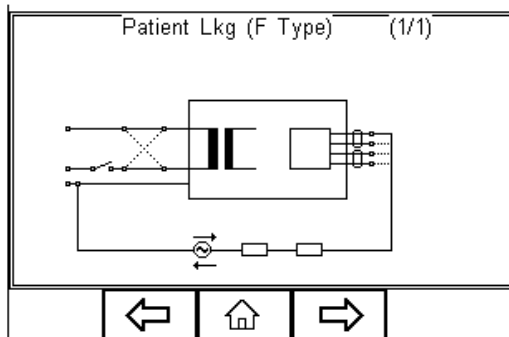 Patient Lkg (F Type) (1/1)